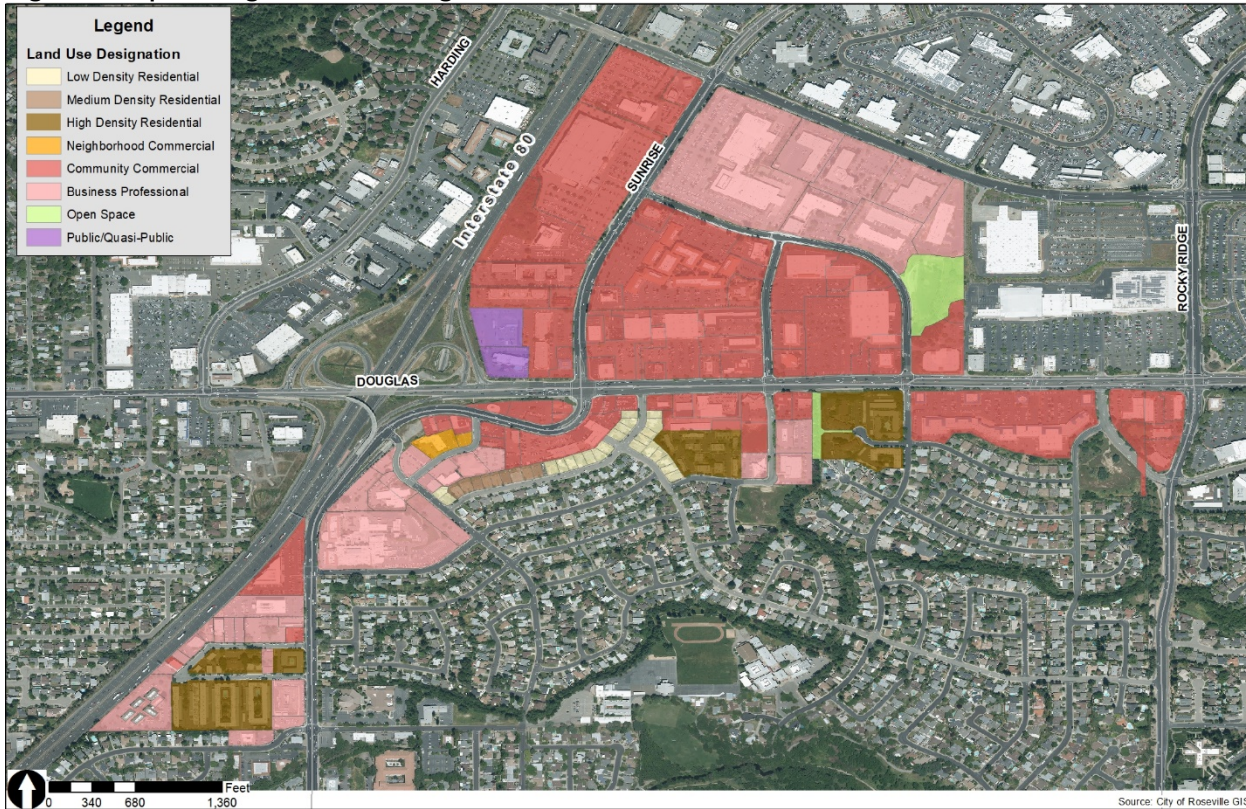 Legend
Land Use Designation
Low Density Residential
Medium Density Residential
High Density Residential
Neighborhood Commercial
Community Commercial
Business Professional
Open Space
Public/Quasi-Public
HARDING
Interstate 80
SUNRISE
ROCKY RIDGE
DOUGLAS
Feet
0 340 680 1,360
Source: City of Roseville GIS